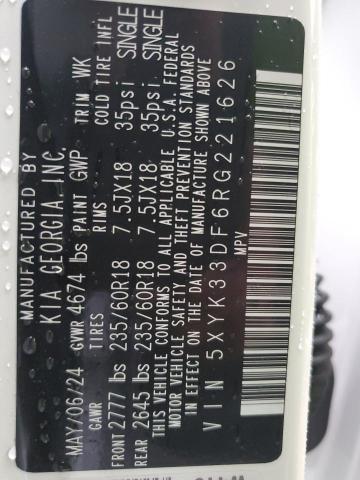 MANUFACTURED BY
KIA GEORGIA, INC.
MAY/06/24 PAINT GWP TRIM WK
GVWR 4674 lbs
GAWR TIRES RIMS COLD TIRE INFL
FRONT 2777 lbs 235/60R18 7.5JX18 35psi SINGLE
REAR 2645 lbs 235/60R18 7.5JX18 35psi SINGLE
THIS VEHICLE CONFORMS TO ALL APPLICABLE U.S.A. FEDERAL
MOTOR VEHICLE SAFETY AND THEFT PREVENTION STANDARDS
IN EFFECT ON THE DATE OF MANUFACTURE SHOWN ABOVE
VIN 5XYK33DF6RG221626
MPV